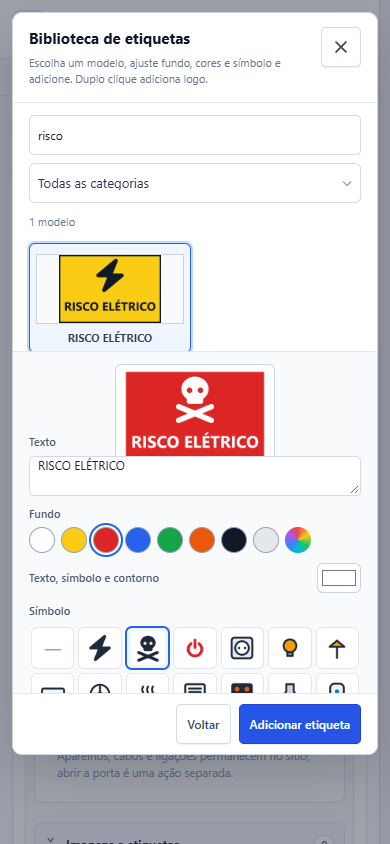 Biblioteca de etiquetas
Escolha um modelo, ajuste fundo, cores e símbolo e
adicione. Duplo clique adiciona logo.
risco
Todas as categorias
1 modelo
RISCO ELÉTRICO
RISCO ELÉTRICO
RISCO ELÉTRICO
Texto
RISCO ELÉTRICO
Fundo
Texto, símbolo e contorno
Símbolo
Voltar
Adicionar etiqueta
Aparelhos, cabos e ligações permanecem no sítio;
abrir a porta é uma ação separada.
Imagens e etiquetas